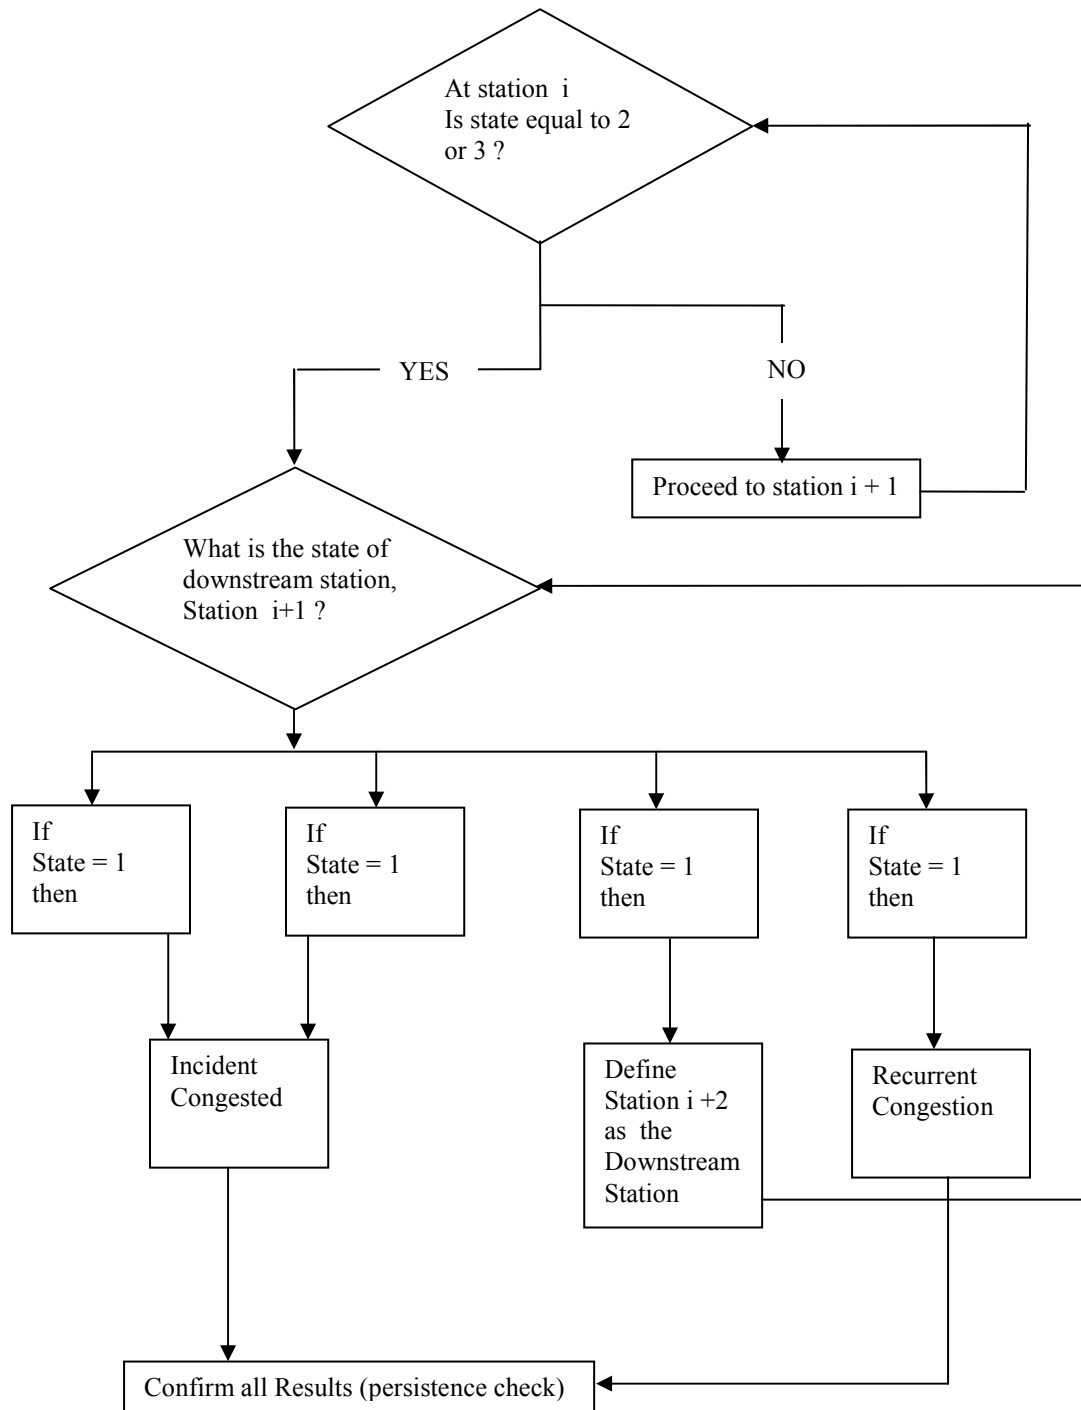 At station i
Is state equal to 2
or 3 ?
YES
NO
Proceed to station i + 1
What is the state of
downstream station,
Station i+1 ?
If
State = 1
then
If
State = 1
then
If
State = 1
then
If
State = 1
then
Incident
Congested
Define
Station i +2
as the
Downstream
Station
Recurrent
Congestion
Confirm all Results (persistence check)